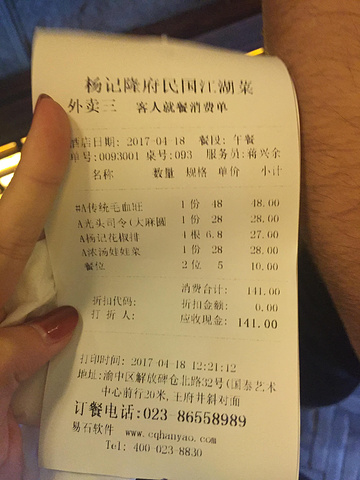 杨记隆府民国江湖菜
外卖三 客人就餐消费单
酒店日期: 2017-04-18 餐段: 午餐
单号:0093001 桌号:093 服务员:蒋兴余
名称 数量 规格 单价 小计
#A传统毛血旺 1 份 48 48.00
A光头司令(大麻圆 1 份 28 28.00
A杨记花椒排 1 根 6.8 27.00
A浓汤娃娃菜 1 份 28 28.00
餐位 2 位 5 10.00
消费合计: 141.00
折扣代码: 折扣金额: 0.00
打 折 人: 应收现金: 141.00
打印时间: 2017-04-18 12:21:12
地址:渝中区解放碑仓北路32号(国泰艺术
中心前行20米,王府井斜对面
订餐电话:023-86558989
易石软件 www.cqhanyao.com
Tel: 400-023-8830